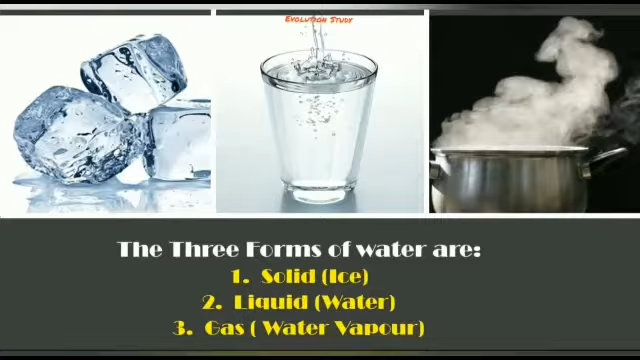 Evolution Study
The Three Forms of water are:
1. Solid (Ice)
2. Liquid (Water)
3. Gas ( Water Vapour)